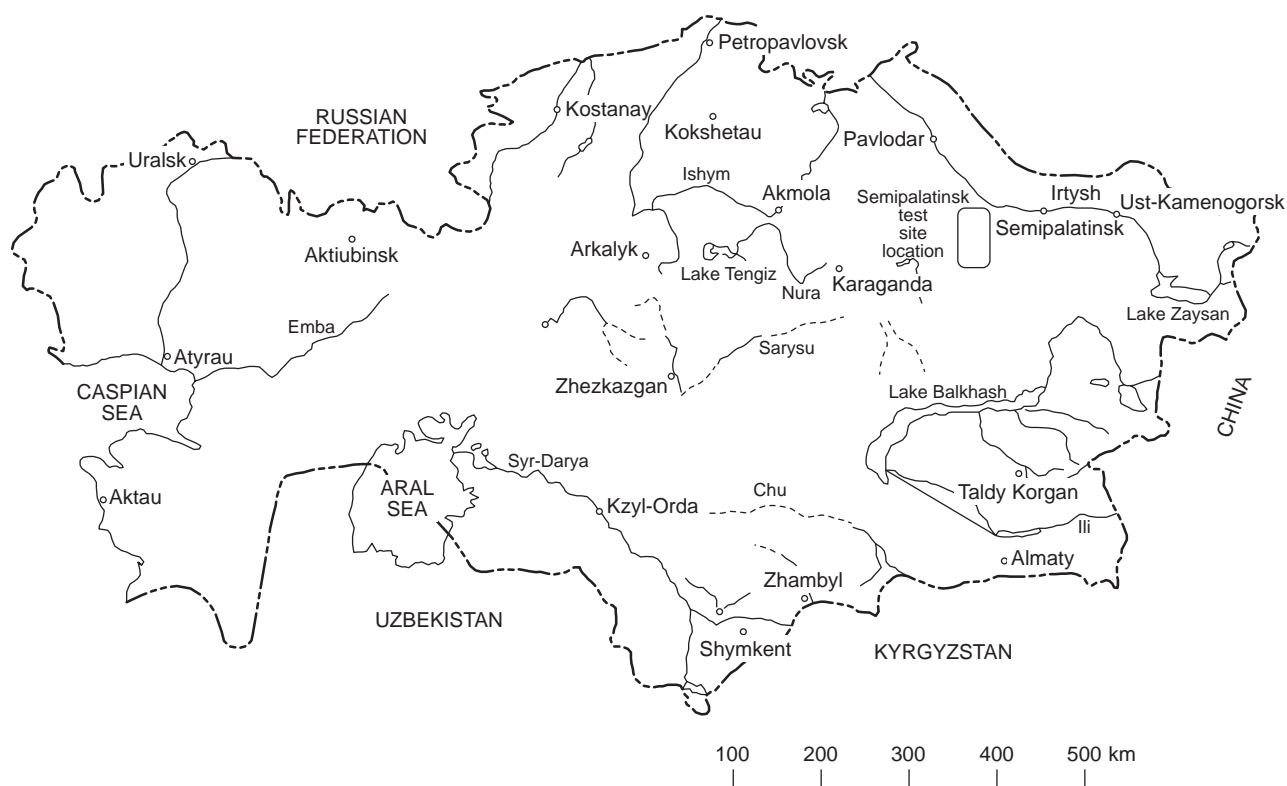 Petropavlovsk
RUSSIAN
FEDERATION
Kostanay
Kokshetau
Pavlodar
Uralsk
Ishym
Akmola
Semipalatinsk
test
site
location
Irtysh
Ust-Kamenogorsk
Semipalatinsk
Aktiubinsk
Arkalyk
Lake Tengiz
Nura
Karaganda
Lake Zaysan
Emba
Sarysu
Atyrau
Zhezkazgan
CASPIAN
SEA
Lake Balkhash
CHINA
Syr-Darya
ARAL
SEA
Aktau
Kzyl-Orda
Chu
Taldy Korgan
Ili
Almaty
Zhambyl
UZBEKISTAN
Shymkent
KYRGYZSTAN
100 200 300 400 500 km